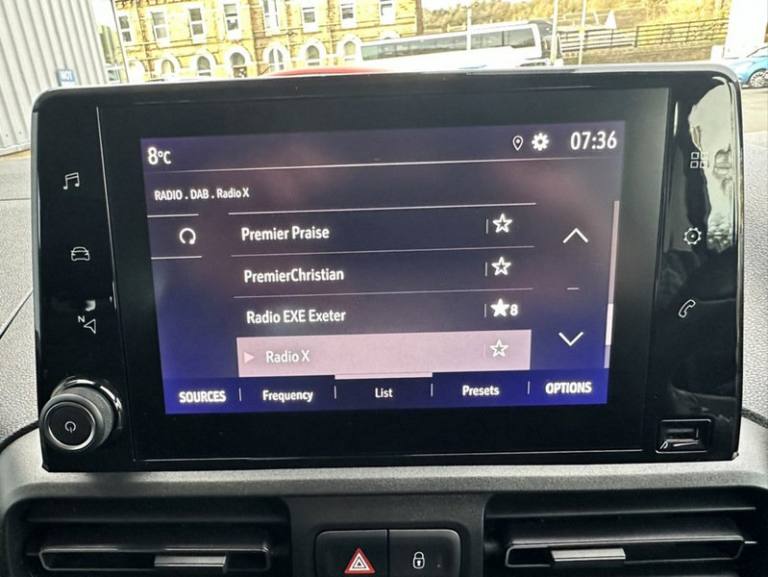 8°C 07:36
RADIO . DAB . Radio X
Premier Praise
PremierChristian
Radio EXE Exeter 8
Radio X
SOURCES Frequency List Presets OPTIONS
N